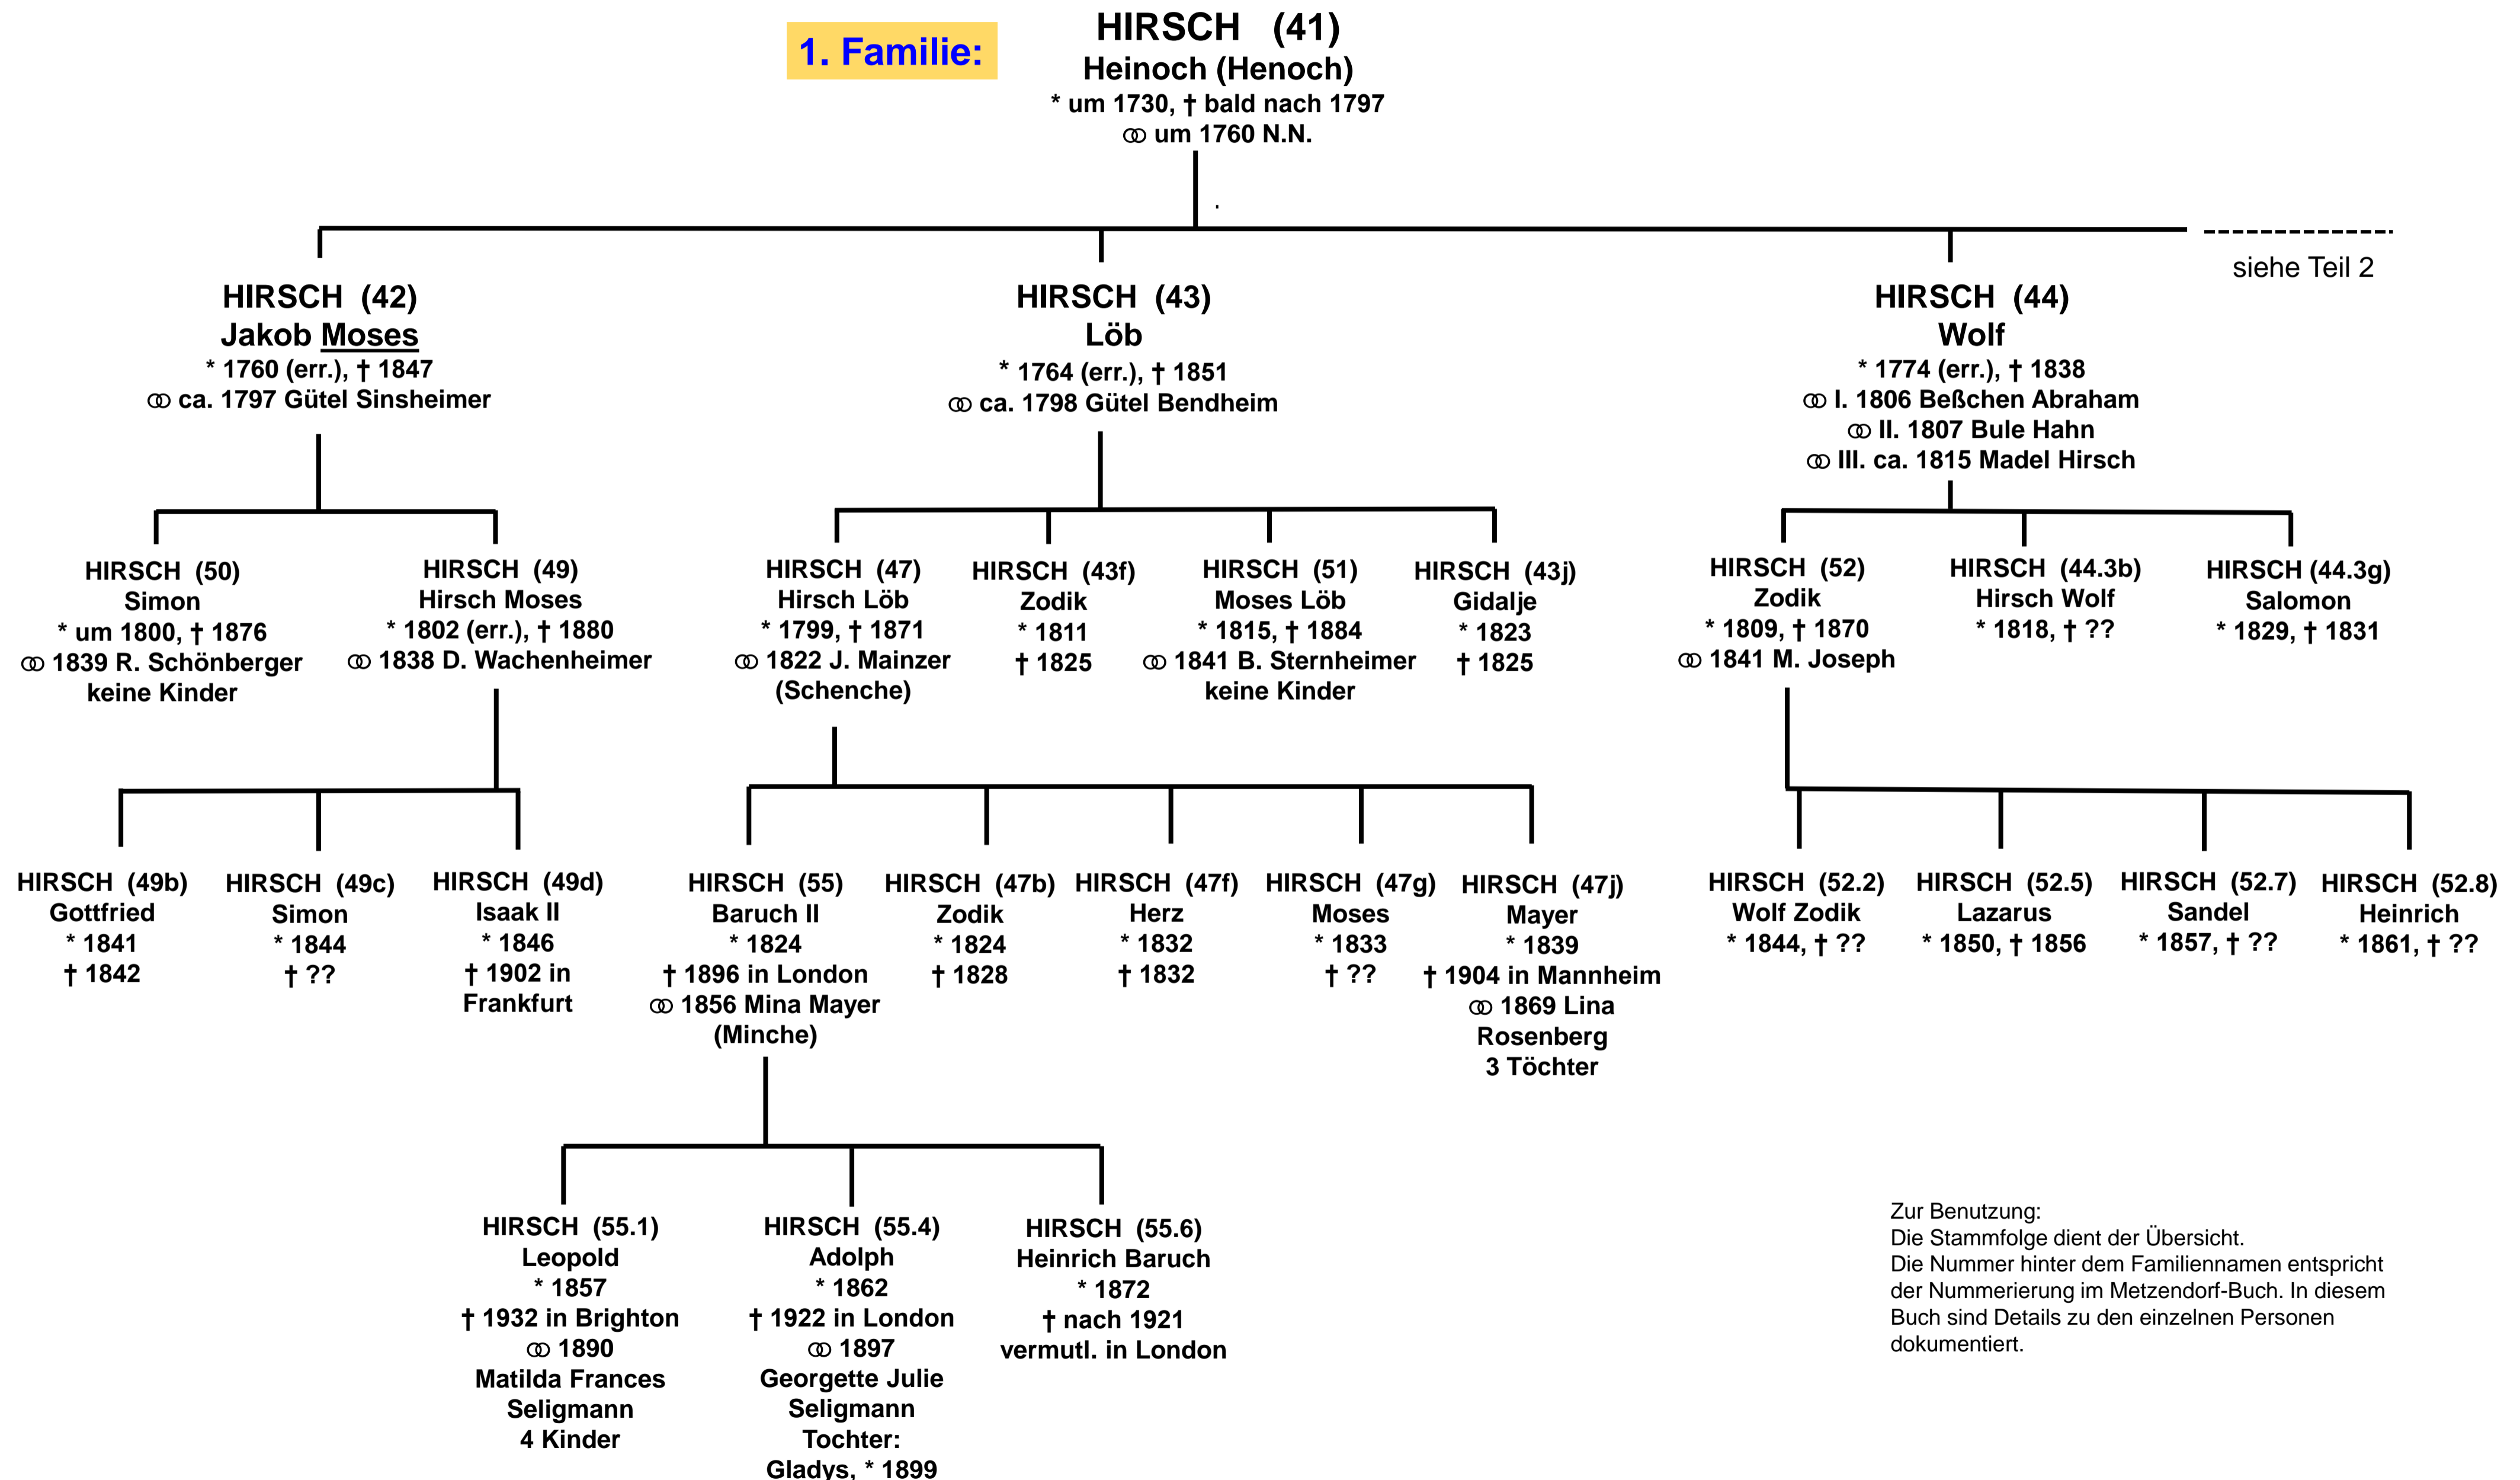 1. Familie:
HIRSCH (41)
Heinoch (Henoch)
* um 1730, † bald nach 1797
⚭ um 1760 N.N.
siehe Teil 2
HIRSCH (42)
Jakob Moses
* 1760 (err.), † 1847
⚭ ca. 1797 Gütel Sinsheimer
HIRSCH (43)
Löb
* 1764 (err.), † 1851
⚭ ca. 1798 Gütel Bendheim
HIRSCH (44)
Wolf
* 1774 (err.), † 1838
⚭ I. 1806 Beßchen Abraham
⚭ II. 1807 Bule Hahn
⚭ III. ca. 1815 Madel Hirsch
HIRSCH (50)
Simon
* um 1800, † 1876
⚭ 1839 R. Schönberger
keine Kinder
HIRSCH (49)
Hirsch Moses
* 1802 (err.), † 1880
⚭ 1838 D. Wachenheimer
HIRSCH (47)
Hirsch Löb
* 1799, † 1871
⚭ 1822 J. Mainzer
(Schenche)
HIRSCH (43f)
Zodik
* 1811
† 1825
HIRSCH (51)
Moses Löb
* 1815, † 1884
⚭ 1841 B. Sternheimer
keine Kinder
HIRSCH (43j)
Gidalje
* 1823
† 1825
HIRSCH (52)
Zodik
* 1809, † 1870
⚭ 1841 M. Joseph
HIRSCH (44.3b)
Hirsch Wolf
* 1818, † ??
HIRSCH (44.3g)
Salomon
* 1829, † 1831
HIRSCH (49b)
Gottfried
* 1841
† 1842
HIRSCH (49c)
Simon
* 1844
† ??
HIRSCH (49d)
Isaak II
* 1846
† 1902 in
Frankfurt
HIRSCH (55)
Baruch II
* 1824
† 1896 in London
⚭ 1856 Mina Mayer
(Minche)
HIRSCH (47b)
Zodik
* 1824
† 1828
HIRSCH (47f)
Herz
* 1832
† 1832
HIRSCH (47g)
Moses
* 1833
† ??
HIRSCH (47j)
Mayer
* 1839
† 1904 in Mannheim
⚭ 1869 Lina
Rosenberg
3 Töchter
HIRSCH (52.2)
Wolf Zodik
* 1844, † ??
HIRSCH (52.5)
Lazarus
* 1850, † 1856
HIRSCH (52.7)
Sandel
* 1857, † ??
HIRSCH (52.8)
Heinrich
* 1861, † ??
HIRSCH (55.1)
Leopold
* 1857
† 1932 in Brighton
⚭ 1890
Matilda Frances
Seligmann
4 Kinder
HIRSCH (55.4)
Adolph
* 1862
† 1922 in London
⚭ 1897
Georgette Julie
Seligmann
Tochter:
Gladys, * 1899
HIRSCH (55.6)
Heinrich Baruch
* 1872
† nach 1921
vermutl. in London
Zur Benutzung:
Die Stammfolge dient der Übersicht.
Die Nummer hinter dem Familiennamen entspricht
der Nummerierung im Metzendorf-Buch. In diesem
Buch sind Details zu den einzelnen Personen
dokumentiert.